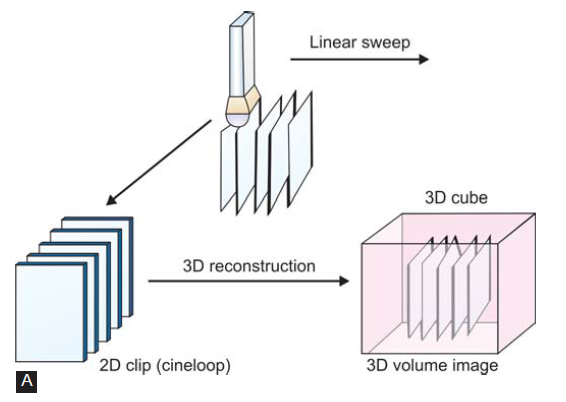 Linear sweep
3D cube
3D reconstruction
2D clip (cineloop)
3D volume image
A